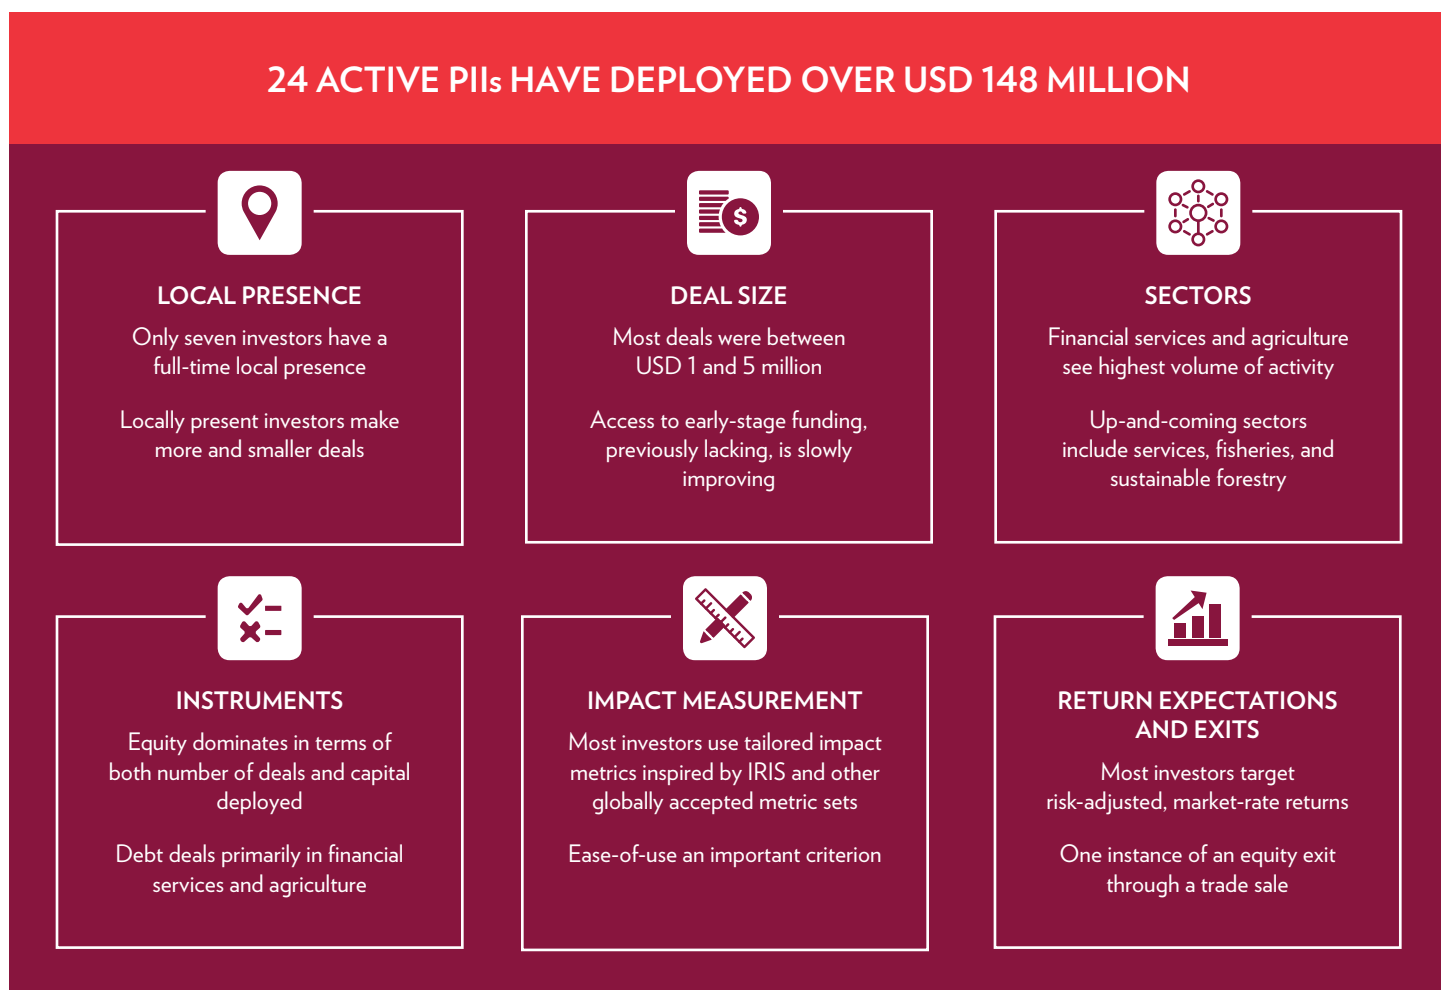 24 ACTIVE PIIs HAVE DEPLOYED OVER USD 148 MILLION
LOCAL PRESENCE
Only seven investors have a
full-time local presence
Locally present investors make
more and smaller deals
$
DEAL SIZE
Most deals were between
USD 1 and 5 million
Access to early-stage funding,
previously lacking, is slowly
improving
SECTORS
Financial services and agriculture
see highest volume of activity
Up-and-coming sectors
include services, fisheries, and
sustainable forestry
INSTRUMENTS
Equity dominates in terms of
both number of deals and capital
deployed
Debt deals primarily in financial
services and agriculture
IMPACT MEASUREMENT
Most investors use tailored impact
metrics inspired by IRIS and other
globally accepted metric sets
Ease-of-use an important criterion
RETURN EXPECTATIONS
AND EXITS
Most investors target
risk-adjusted, market-rate returns
One instance of an equity exit
through a trade sale